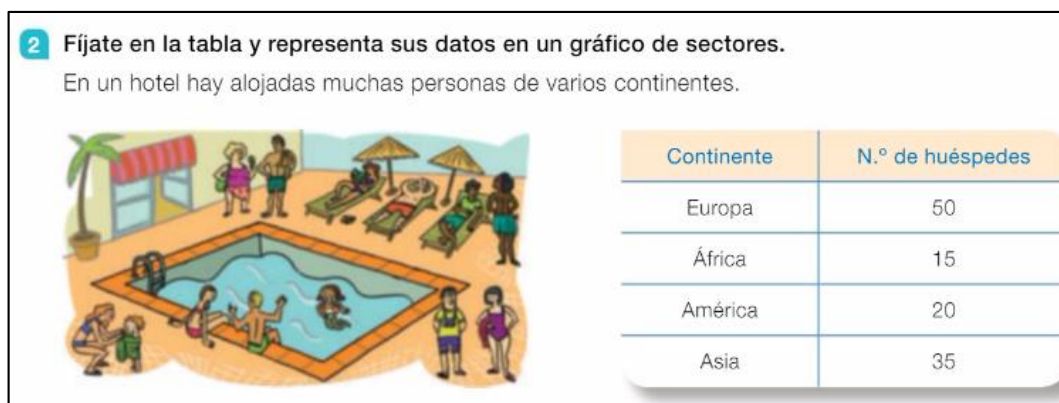 2 Fíjate en la tabla y representa sus datos en un gráfico de sectores.
En un hotel hay alojadas muchas personas de varios continentes.
Continente N.º de huéspedes
Europa 50
África 15
América 20
Asia 35